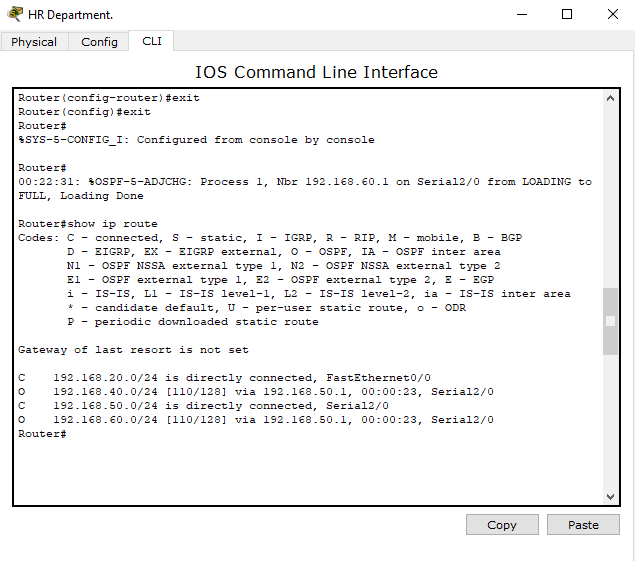 HR Department.
Physical Config CLI
IOS Command Line Interface
Router(config-router)#exit
Router(config)#exit
Router#
%SYS-5-CONFIG_I: Configured from console by console
Router#
00:22:31: %OSPF-5-ADJCHG: Process 1, Nbr 192.168.60.1 on Serial2/0 from LOADING to
FULL, Loading Done
Router#show ip route
Codes: C - connected, S - static, I - IGRP, R - RIP, M - mobile, B - BGP
D - EIGRP, EX - EIGRP external, O - OSPF, IA - OSPF inter area
N1 - OSPF NSSA external type 1, N2 - OSPF NSSA external type 2
E1 - OSPF external type 1, E2 - OSPF external type 2, E - EGP
i - IS-IS, L1 - IS-IS level-1, L2 - IS-IS level-2, ia - IS-IS inter area
* - candidate default, U - per-user static route, o - ODR
P - periodic downloaded static route
Gateway of last resort is not set
C 192.168.20.0/24 is directly connected, FastEthernet0/0
O 192.168.40.0/24 [110/128] via 192.168.50.1, 00:00:23, Serial2/0
C 192.168.50.0/24 is directly connected, Serial2/0
O 192.168.60.0/24 [110/128] via 192.168.50.1, 00:00:23, Serial2/0
Router#
Copy Paste